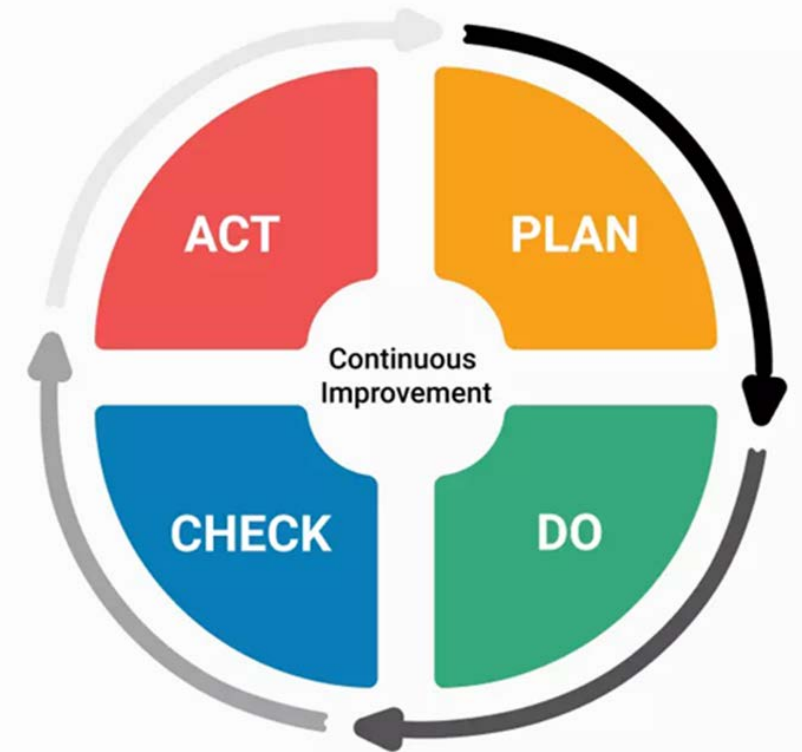 ACT
PLAN
Continuous
Improvement
CHECK
DO